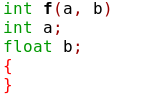 int f(a, b)
int a;
float b;
{
}